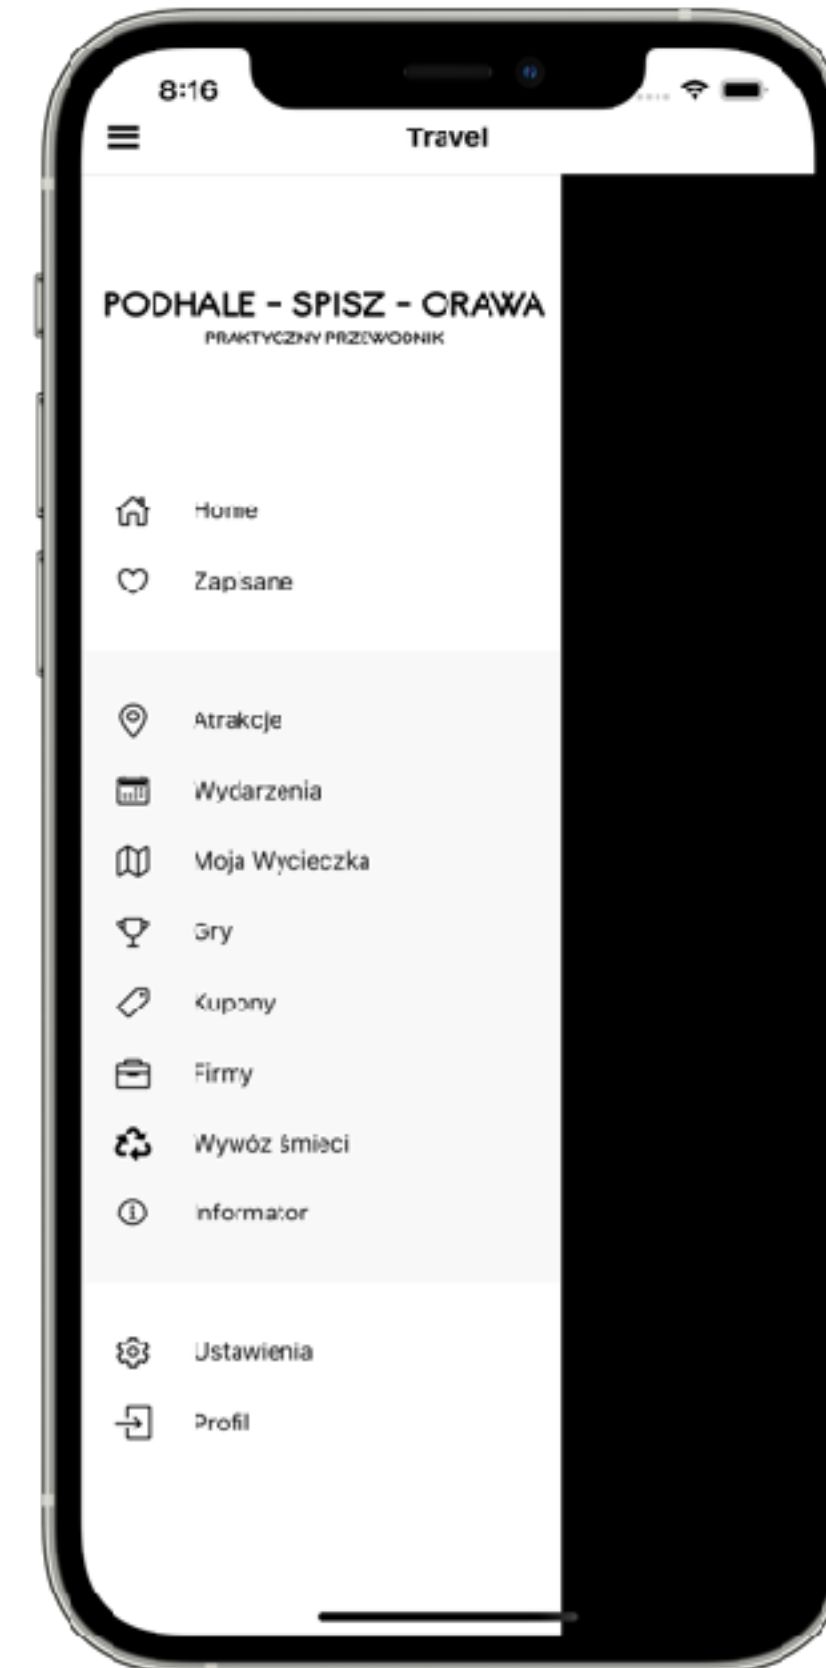 8:16
Travel
PODHALE - SPISZ - ORAWA
PRAKTYCZNY PRZEWODNIK
Home
Zapisane
Atrakcje
Wydarzenia
Moja Wycieczka
Gry
Kupony
Firmy
Wywóz śmieci
Informator
Ustawienia
Profil